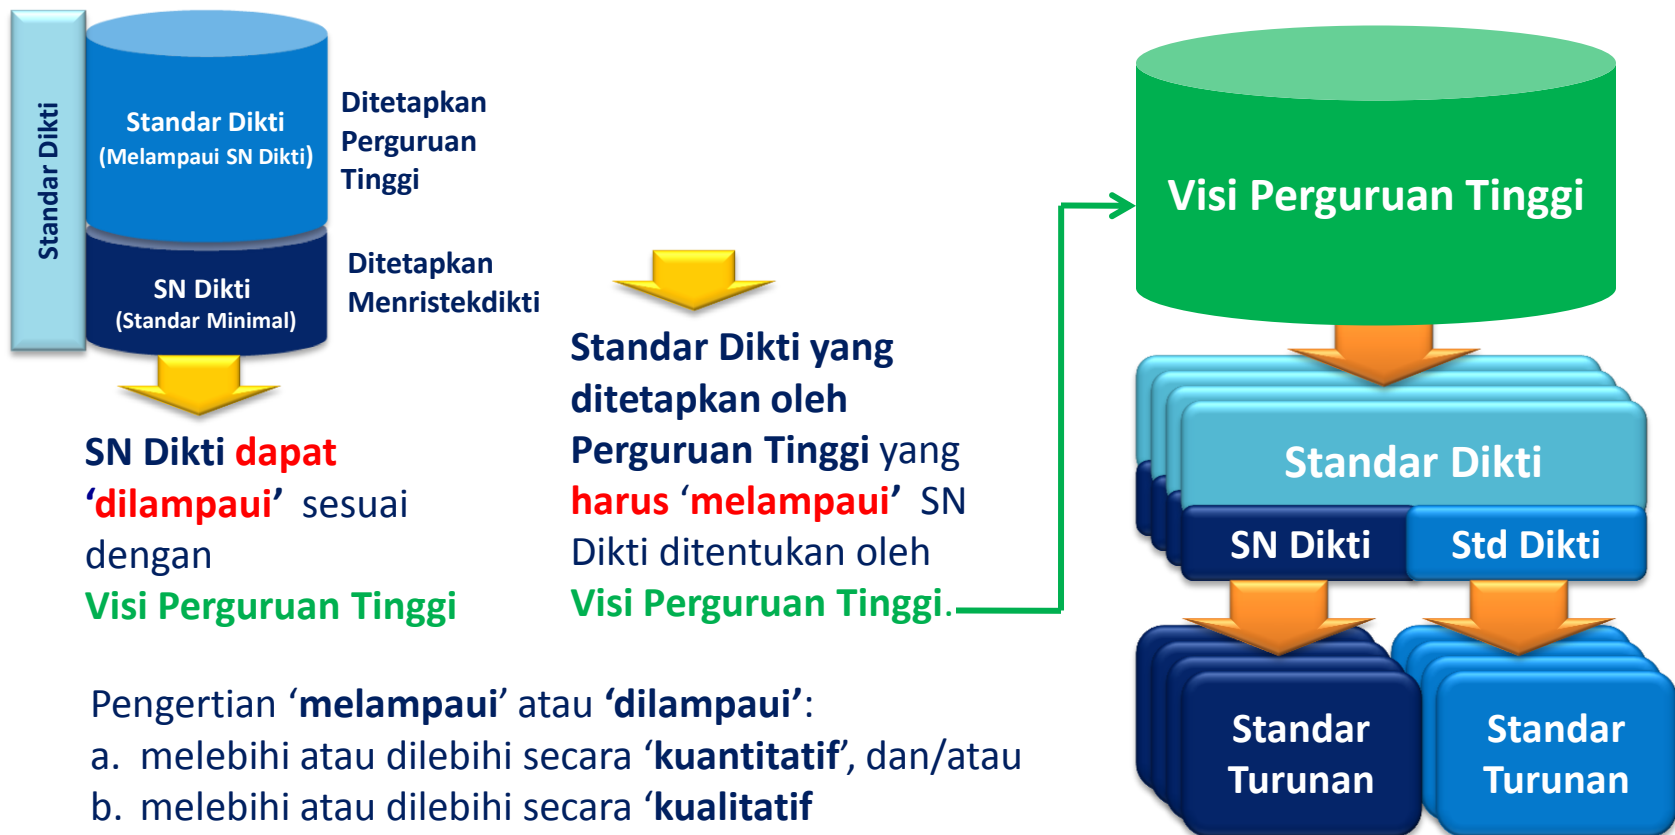 Standar Dikti
Standar Dikti
(Melampaui SN Dikti)
SN Dikti
(Standar Minimal)
Ditetapkan
Perguruan
Tinggi
Ditetapkan
Menristekdikti
SN Dikti dapat
‘dilampaui’ sesuai
dengan
Visi Perguruan Tinggi
Standar Dikti yang
ditetapkan oleh
Perguruan Tinggi yang
harus ‘melampaui’ SN
Dikti ditentukan oleh
Visi Perguruan Tinggi.
Pengertian ‘melampaui’ atau ‘dilampaui’:
a. melebihi atau dilebihi secara ‘kuantitatif’, dan/atau
b. melebihi atau dilebihi secara ‘kualitatif
Visi Perguruan Tinggi
Standar Dikti
SN Dikti
Std Dikti
Standar
Turunan
Standar
Turunan